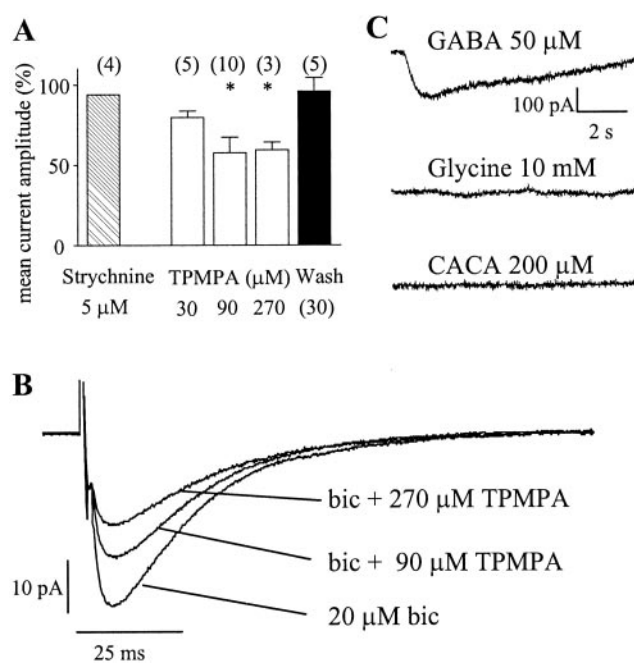 A
(4) (5) (10) (3) (5)
* *
100
50
0
mean current amplitude (%)
Strychnine TPMPA (µM) Wash
5 µM 30 90 270 (30)
C
GABA 50 µM
100 pA
2 s
Glycine 10 mM
CACA 200 µM
B
bic + 270 µM TPMPA
bic + 90 µM TPMPA
20 µM bic
10 pA
25 ms